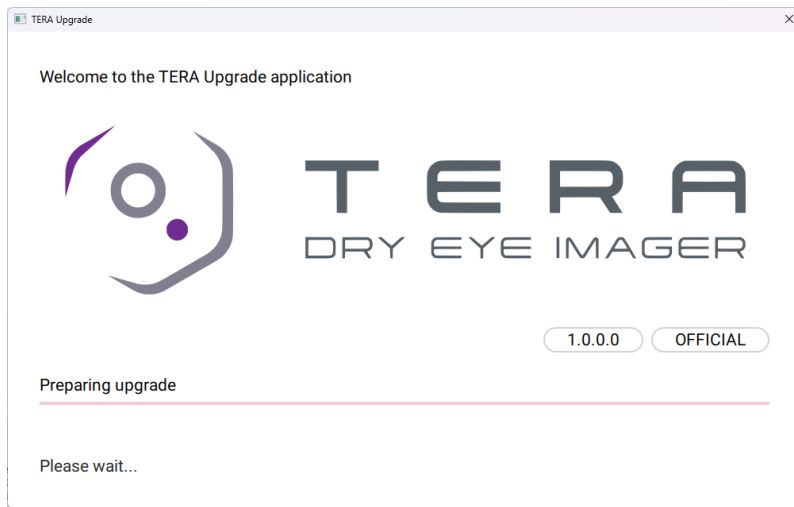 TERA Upgrade
Welcome to the TERA Upgrade application
TERA
DRY EYE IMAGER
1.0.0.0 OFFICIAL
Preparing upgrade
Please wait...